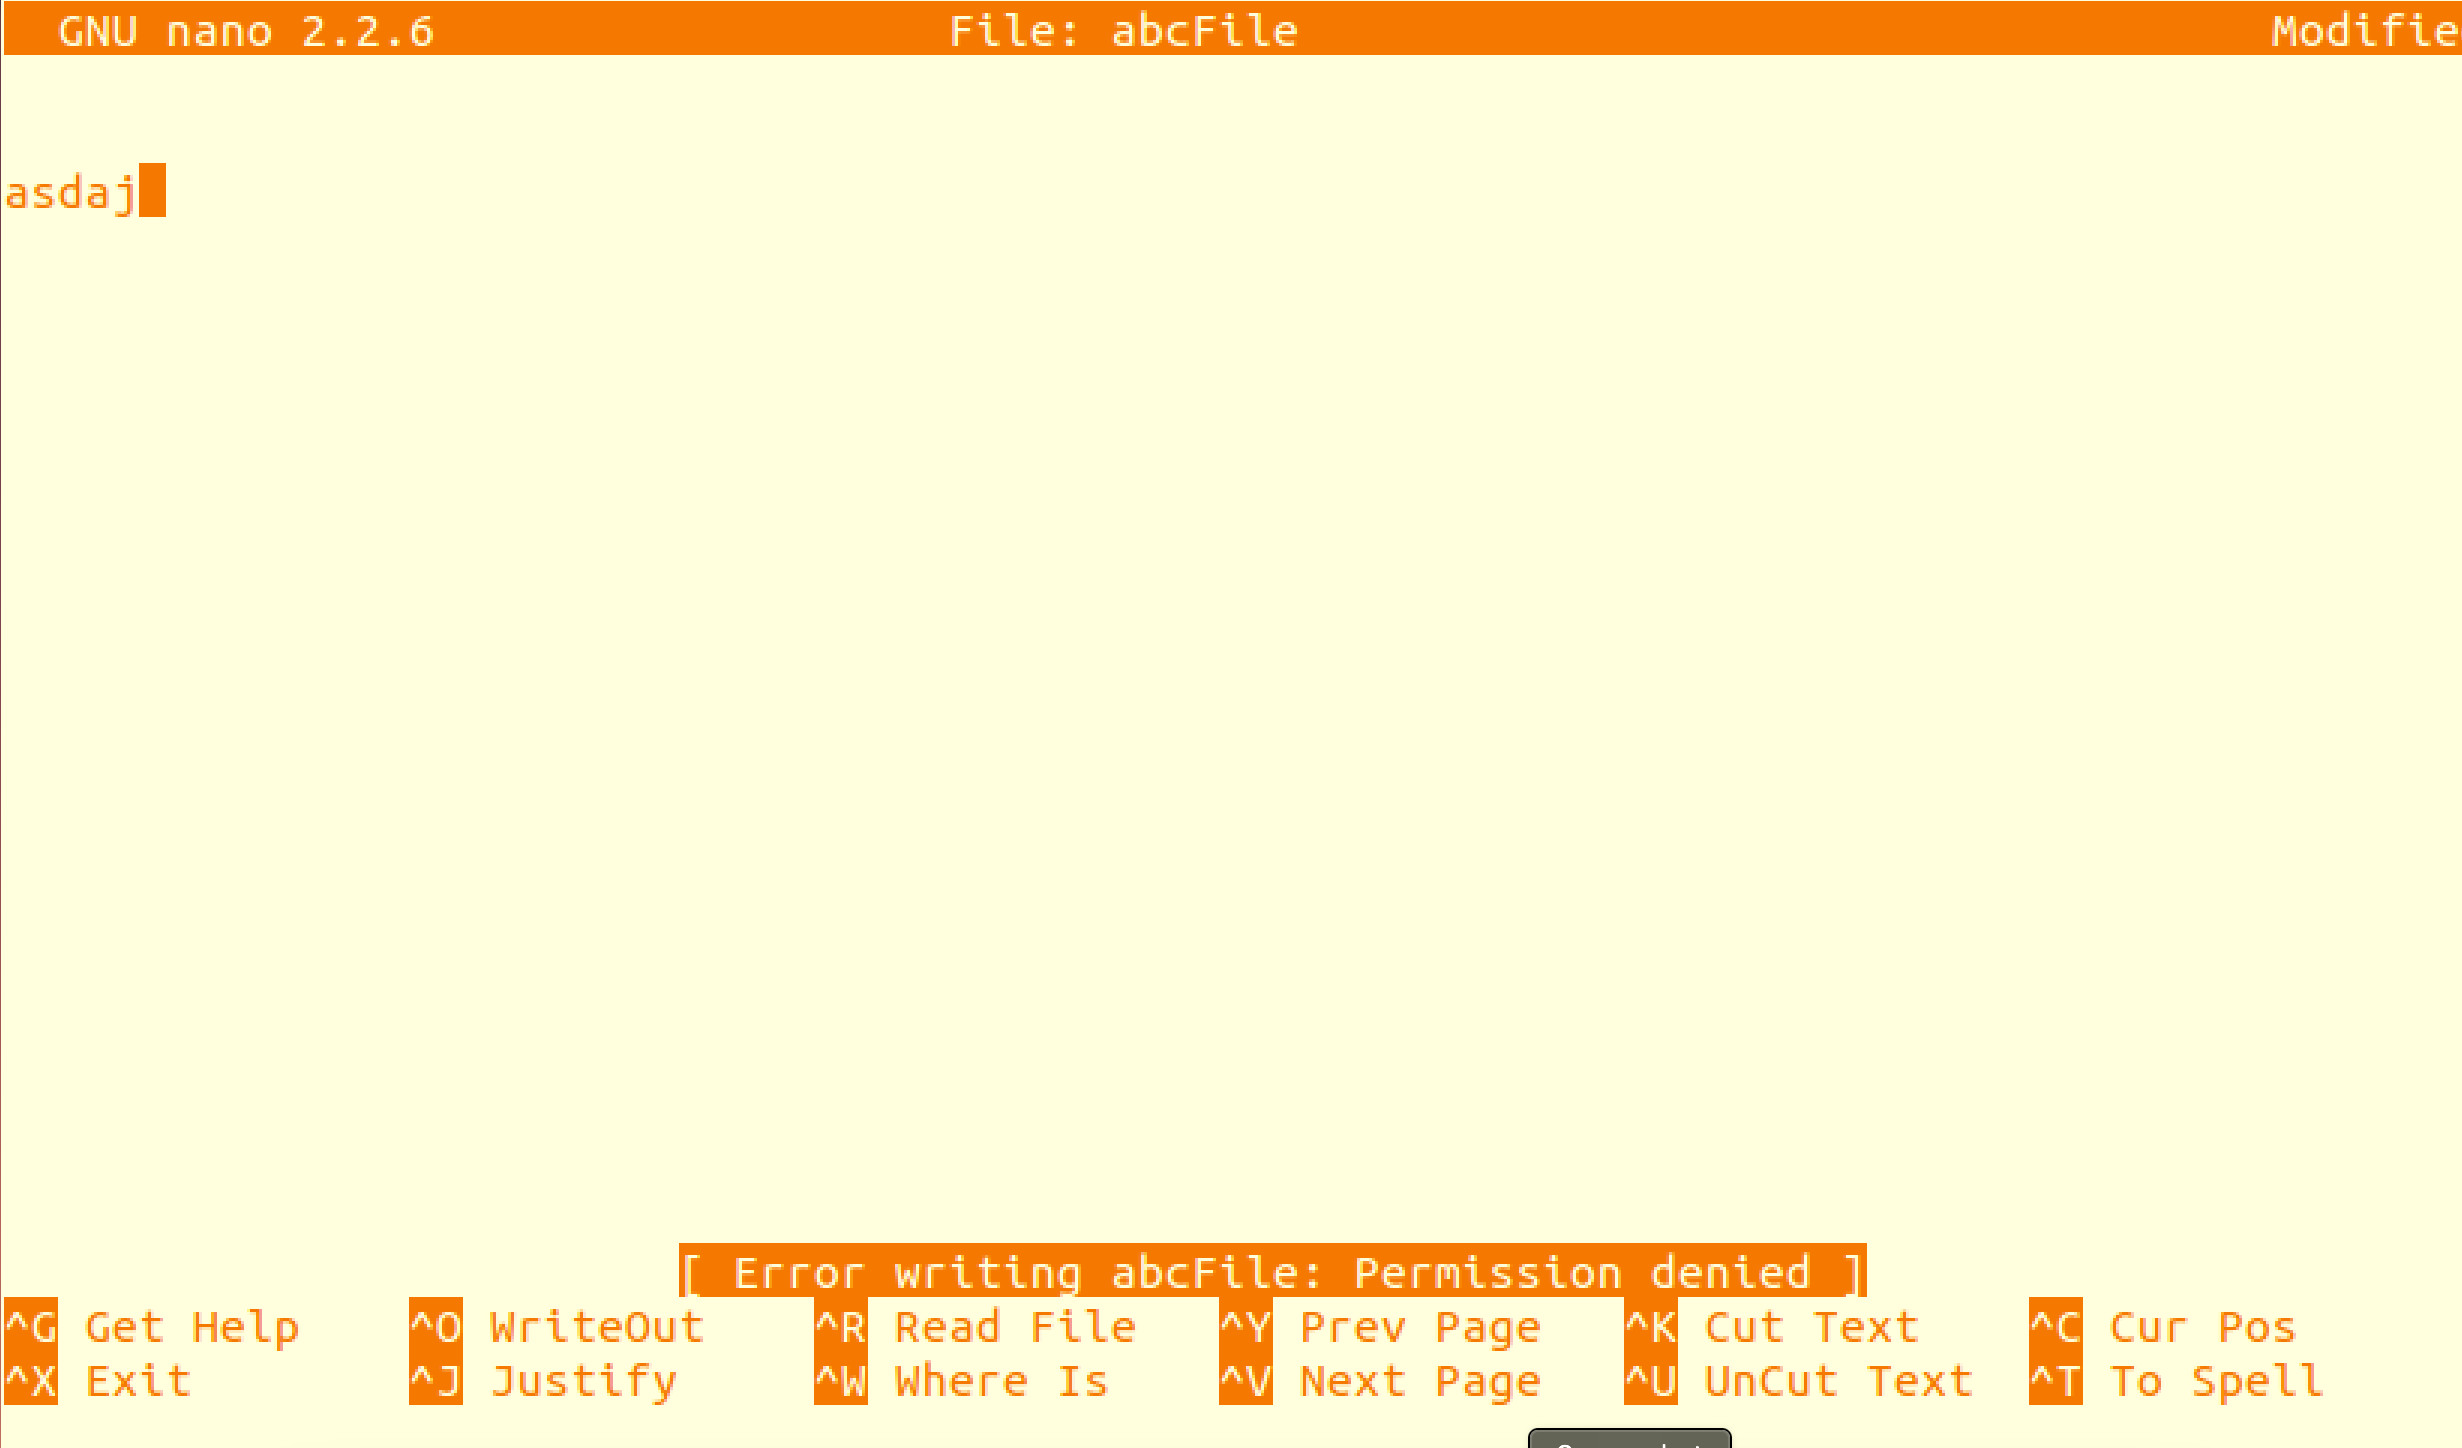 GNU nano 2.2.6 File: abcFile Modifie
asdaj
[ Error writing abcFile: Permission denied ]
^G Get Help ^O WriteOut ^R Read File ^Y Prev Page ^K Cut Text ^C Cur Pos
^X Exit ^J Justify ^W Where Is ^V Next Page ^U UnCut Text ^T To Spell